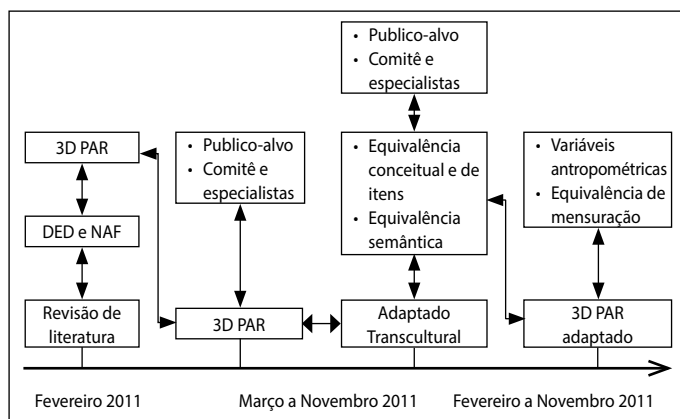 3D PAR
DED e NAF
Revisão de
literatura
• Publico-alvo
• Comitê e
especialistas
3D PAR
• Publico-alvo
• Comitê e
especialistas
• Equivalência
conceitual e de
itens
• Equivalência
semântica
Adaptado
Transcultural
• Variáveis
antropométricas
• Equivalência de
mensuração
3D PAR
adaptado
Fevereiro 2011
Março a Novembro 2011
Fevereiro a Novembro 2011